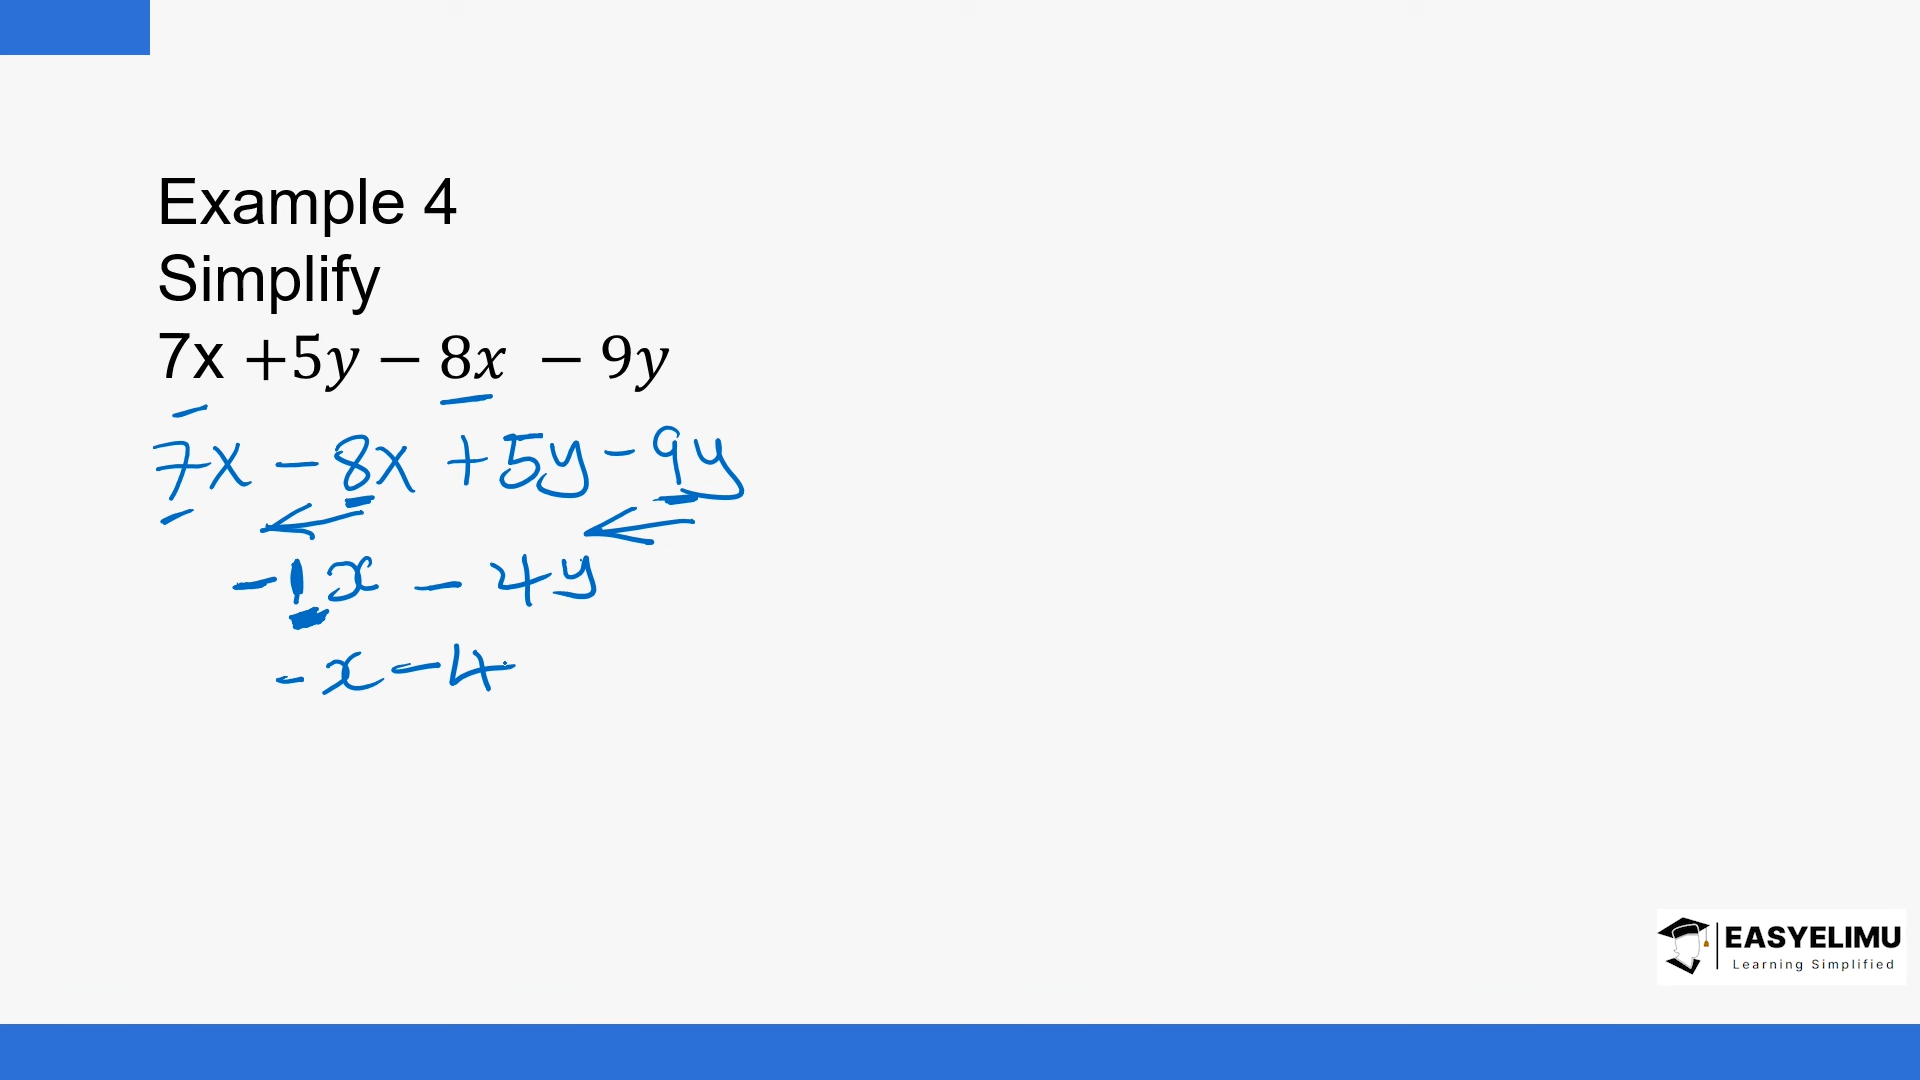 Example 4
Simplify
7x +5y − 8x − 9y
7x − 8x + 5y − 9y
− 1x − 4y
- x − 4
EASYELIMU
Learning Simplified